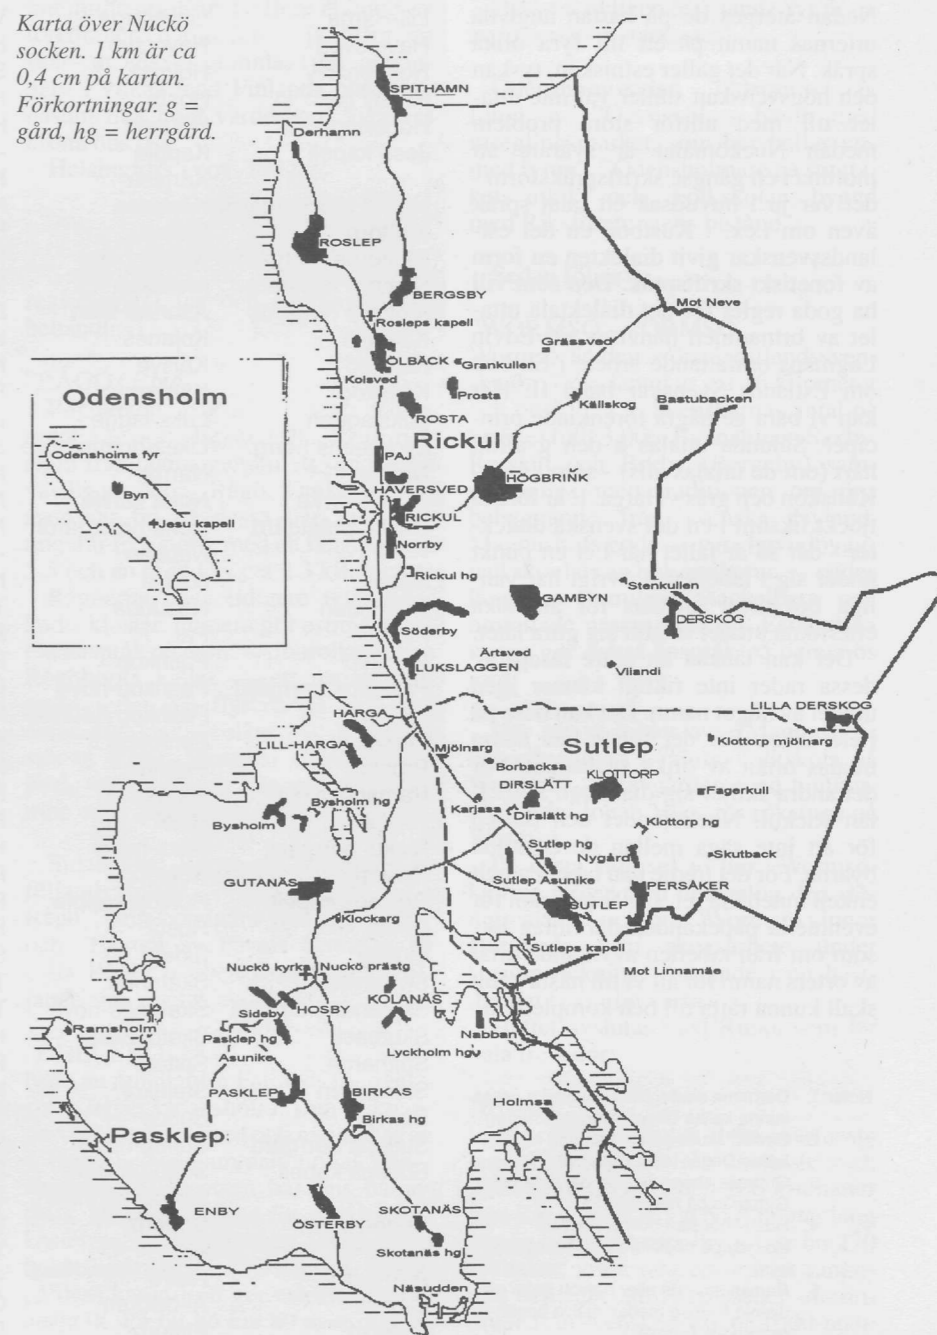 Karta över Nuckö
socken. 1 km är ca
0,4 cm på kartan.
Förkortningar. g =
gård, hg = herrgård.
SPITHAMN
Derhamn
ROSLEP
BERGSBY
Mot Neve
Rosleps kapell
Grässved
ÖLBÄCK
Grankullen
Kolsved
Prosta
Källskog
Bastubacken
ROSTA
Odensholm
Odensholms fyr
Byn
Jesu kapell
Rickul
PAJ
HÖGBRINK
HAVERSVED
RICKUL
Norrby
Rickul hg
Stenkullen
GAMBYN
DERSKOG
Söderby
Ärtsved
LUKSLAGGEN
Vilandi
LILLA DERSKOG
HARGA
LILL-HARGA
Sutlep
Klottorp mjölnarg
Mjölnarg
Borbacksa
DIRSLÄTT
KLOTTORP
Fagerkull
Bysholm hg
Karjasa
Dirslätt hg
Klottorp hg
Bysholm
Sutlep hg
Nygård
Skutbeck
Sutlep Asunike
GUTANÄS
PERSÅKER
SUTLEP
Klockarg
Sutleps kapell
Mot Linnamäe
Nuckö kyrka
Nuckö prästg
KOLANÄS
HOSBY
Sideby
Ramsholm
Pasklep hg
Asunike
Nabban
Lyckholm hg
PASKLEP
BIRKAS
Birkas hg
Holmsa
Pasklep
ENBY
ÖSTERBY
SKOTANÄS
Skotanäs hg
Näsudden